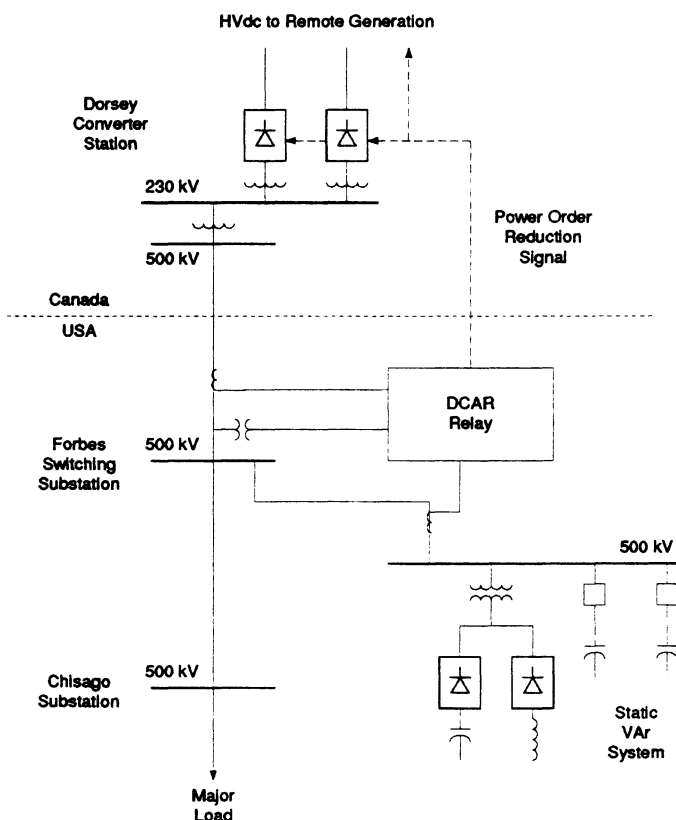 HVdc to Remote Generation
Dorsey
Converter
Station
230 kV
Power Order
Reduction
Signal
500 kV
Canada
USA
DCAR
Relay
500 kV
Forbes
Switching
Substation
500 kV
500 kV
Chisago
Substation
Static
VAr
System
Major
Load